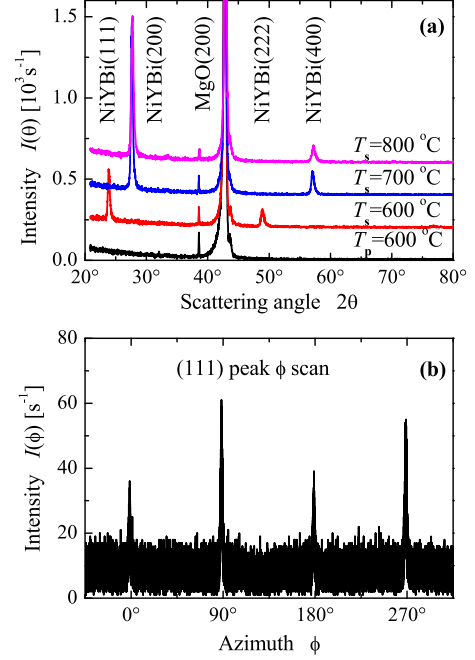 1.5
1.0
0.5
0.0
Intensity I(θ) [10³s⁻¹]
NiYBi(111)
NiYBi(200)
MgO(200)
NiYBi(222)
NiYBi(400)
(a)
Tₛ=800 °C
Tₛ=700 °C
Tₛ=600 °C
Tₚ=600 °C
20° 30° 40° 50° 60° 70° 80°
Scattering angle 2θ
80
60
40
20
0
Intensity I(ϕ) [s⁻¹]
(111) peak ϕ scan
(b)
0° 90° 180° 270°
Azimuth ϕ